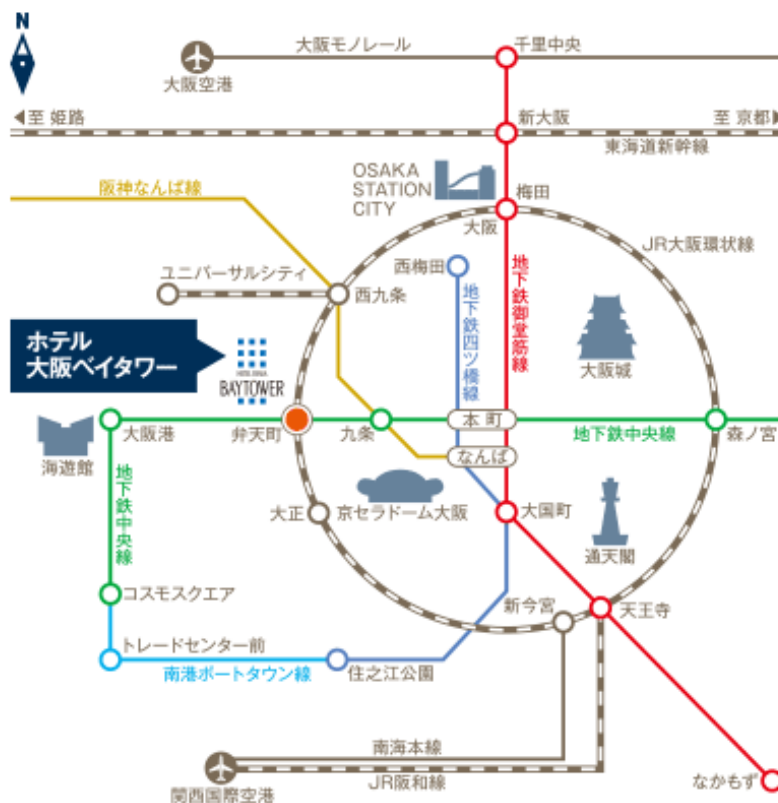 N
大阪モノレール
千里中央
大阪空港
至 姫路
新大阪
至 京都
東海道新幹線
阪神なんば線
OSAKA
STATION
CITY
梅田
大阪
JR大阪環状線
ユニバーサルシティ
西梅田
西九条
地下鉄四ツ橋線
地下鉄御堂筋線
ホテル
大阪ベイタワー
BAYTOWER
大阪城
大阪港
弁天町
九条
本町
地下鉄中央線
森ノ宮
海遊館
なんば
地下鉄中央線
大正
京セラドーム大阪
大国町
通天閣
コスモスクエア
新今宮
天王寺
トレードセンター前
南港ポートタウン線
住之江公園
南海本線
JR阪和線
関西国際空港
なかもず